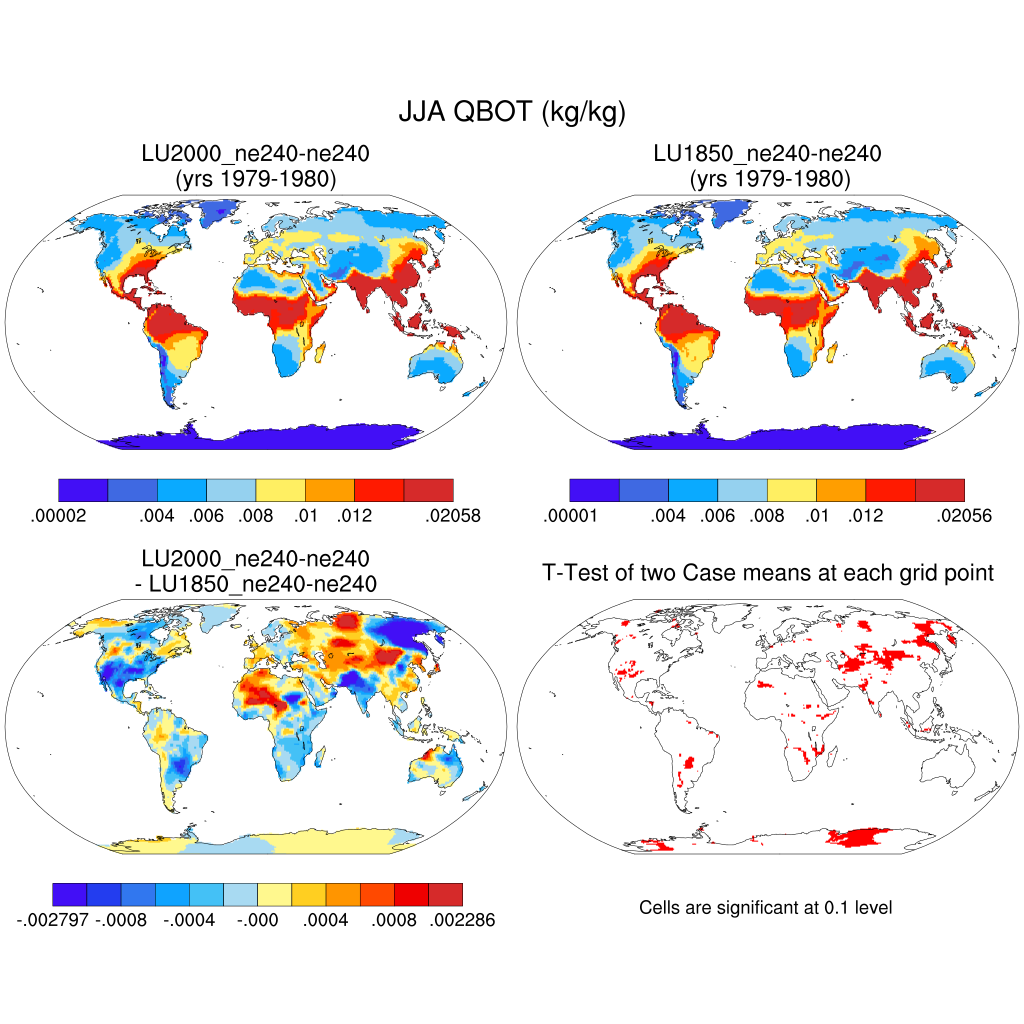 JJA QBOT (kg/kg)
LU2000_ne240-ne240
(yrs 1979-1980)
LU1850_ne240-ne240
(yrs 1979-1980)
.00002 .004 .006 .008 .01 .012 .02058
.00001 .004 .006 .008 .01 .012 .02056
LU2000_ne240-ne240
- LU1850_ne240-ne240
T-Test of two Case means at each grid point
-.002797 -.0008 -.0004 -.000 .0004 .0008 .002286
Cells are significant at 0.1 level